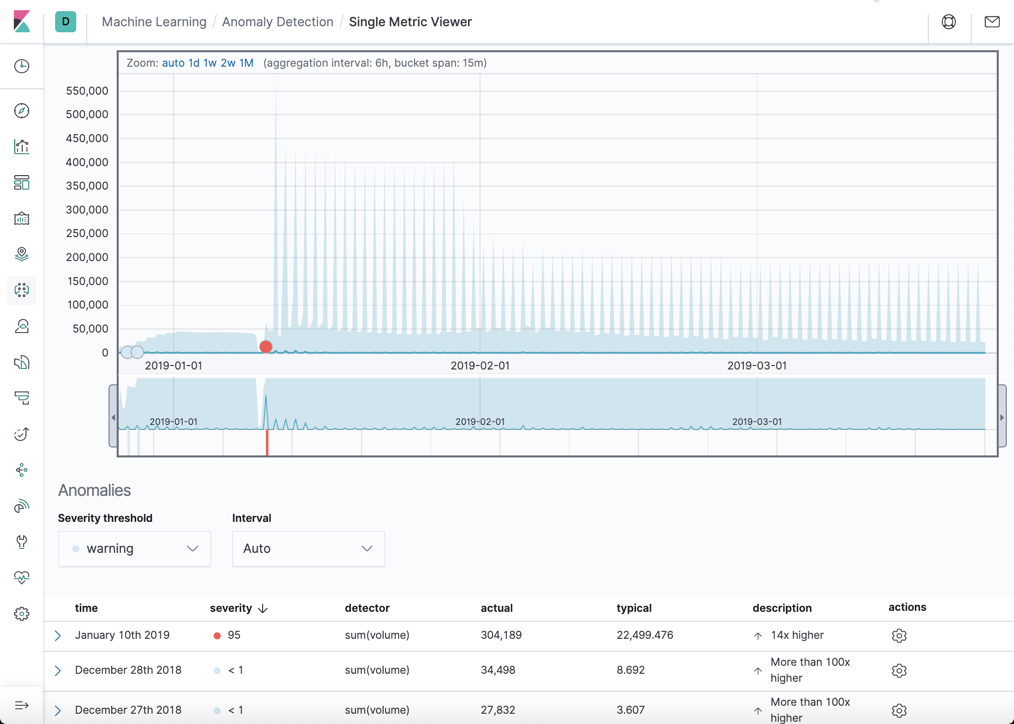 D Machine Learning / Anomaly Detection / Single Metric Viewer
Zoom: auto 1d 1w 2w 1M (aggregation interval: 6h, bucket span: 15m)
550,000
500,000
450,000
400,000
350,000
300,000
250,000
200,000
150,000
100,000
50,000
0
2019-01-01 2019-02-01 2019-03-01
2019-01-01 2019-02-01 2019-03-01
Anomalies
Severity threshold Interval
warning Auto
time severity detector actual typical description actions
January 10th 2019 95 sum(volume) 304,189 22,499.476 14x higher
December 28th 2018 < 1 sum(volume) 34,498 8.692 More than 100x
higher
December 27th 2018 < 1 sum(volume) 27,832 3.607 More than 100x
higher